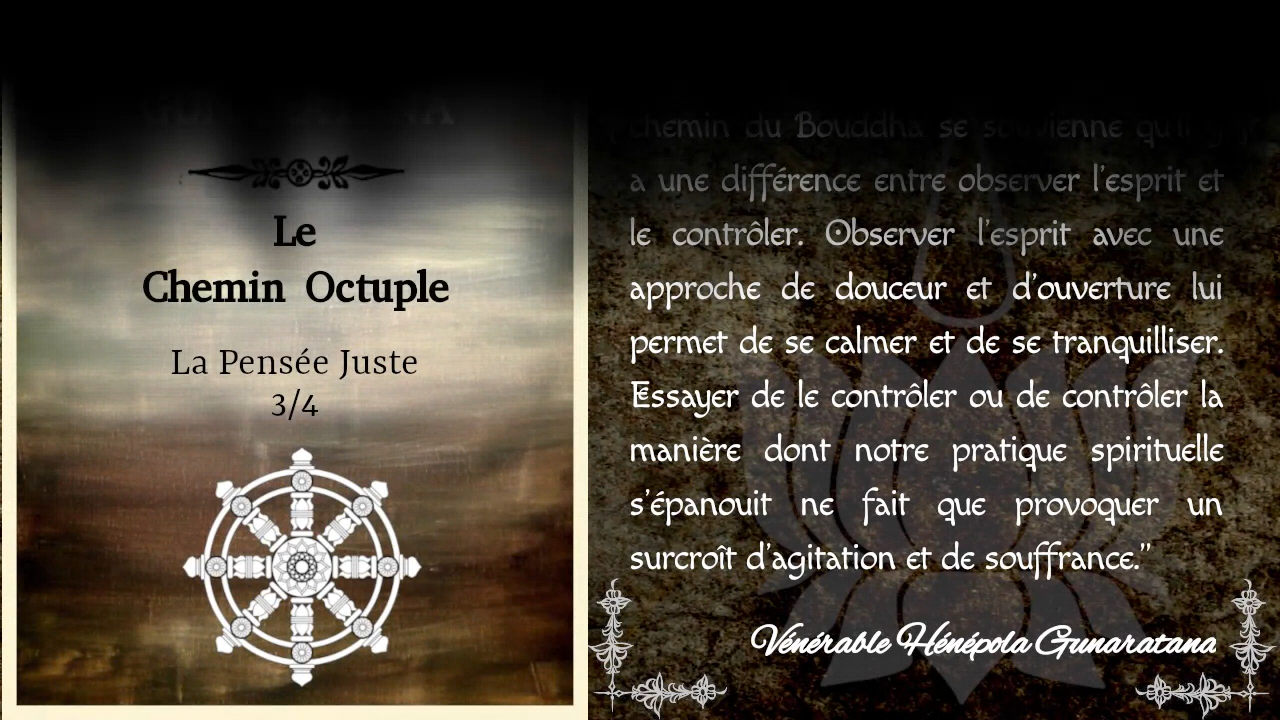 Le
Chemin Octuple
La Pensée Juste
3/4
chemin du Bouddha se souvienne qu'il y
a une différence entre observer l'esprit et
le contrôler. Observer l'esprit avec une
approche de douceur et d'ouverture lui
permet de se calmer et de se tranquilliser.
Essayer de le contrôler ou de contrôler la
manière dont notre pratique spirituelle
s'épanouit ne fait que provoquer un
surcroît d'agitation et de souffrance."
Vénérable Hénépola Gunaratana